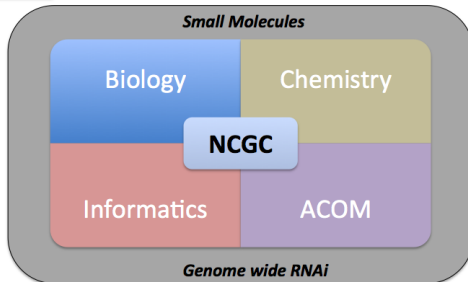 Small Molecules
Biology
Chemistry
NCGC
Informatics
ACOM
Genome wide RNAi